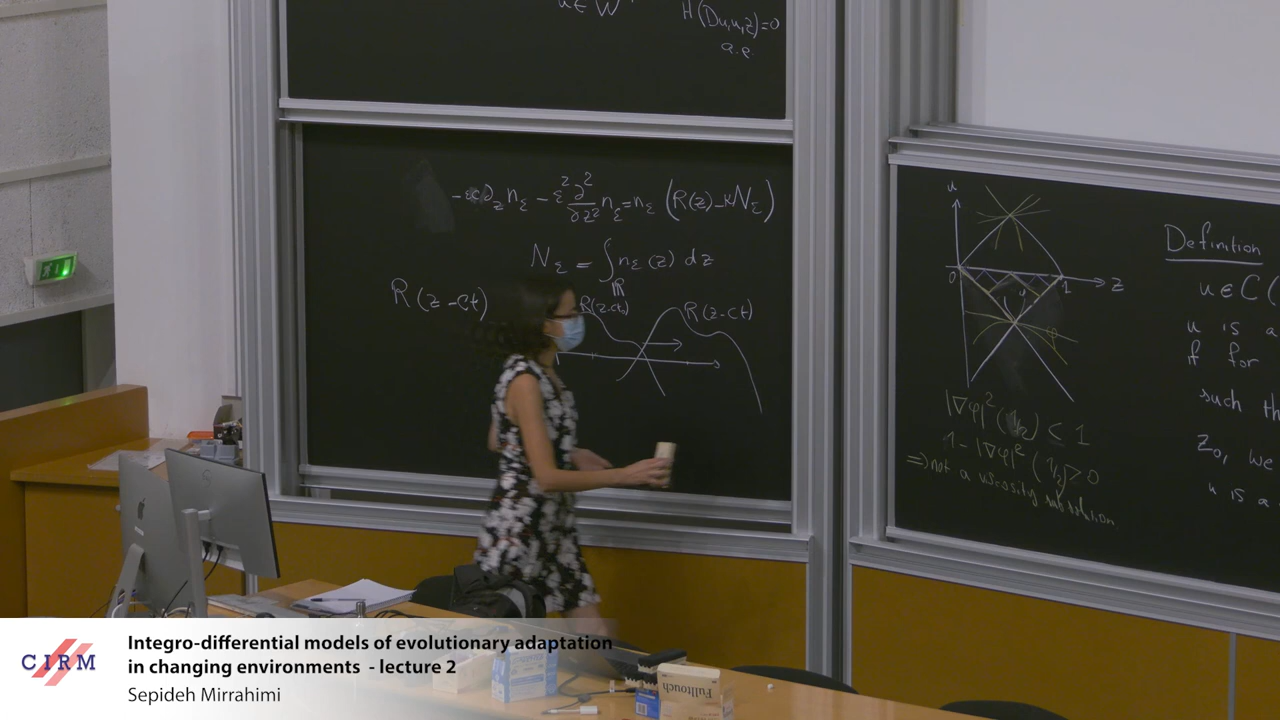 u ∈ W
H(Du,u,z)=0
a.e.
∂_z n_ε − ε² ∂²/∂z² n_ε = n_ε (R(z) − κN_ε)
N_ε = ∫_ℝ n_ε(z) dz
R(z − ct)
R(z−ct)
u
0
1
z
φ
|∇φ|²(½) < 1
1 − |∇φ|²(½) > 0
⇒ not a viscosity subsolution
Definition
u ∈ C(
u is a
if for
such th
z₀, we
u is a
CIRM
Integro-differential models of evolutionary adaptation
in changing environments - lecture 2
Sepideh Mirrahimi
Fulltouch